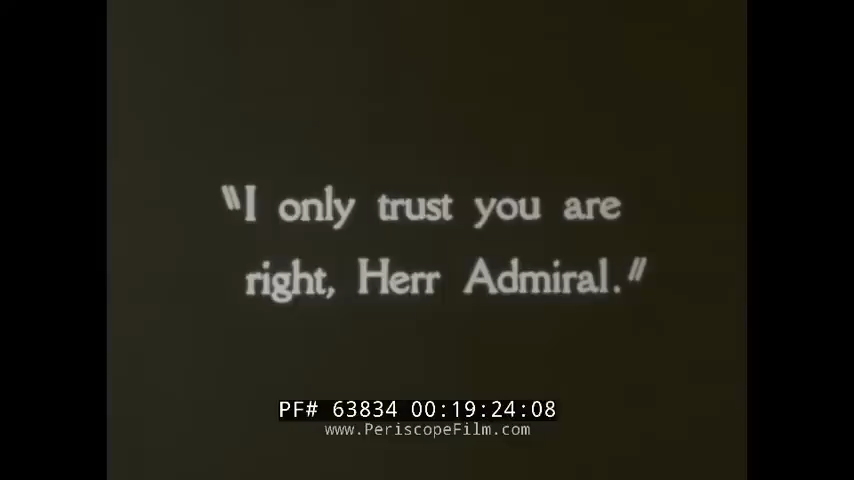 "I only trust you are
right, Herr Admiral."
PF# 63834 00:19:24:08
www.PeriscopeFilm.com